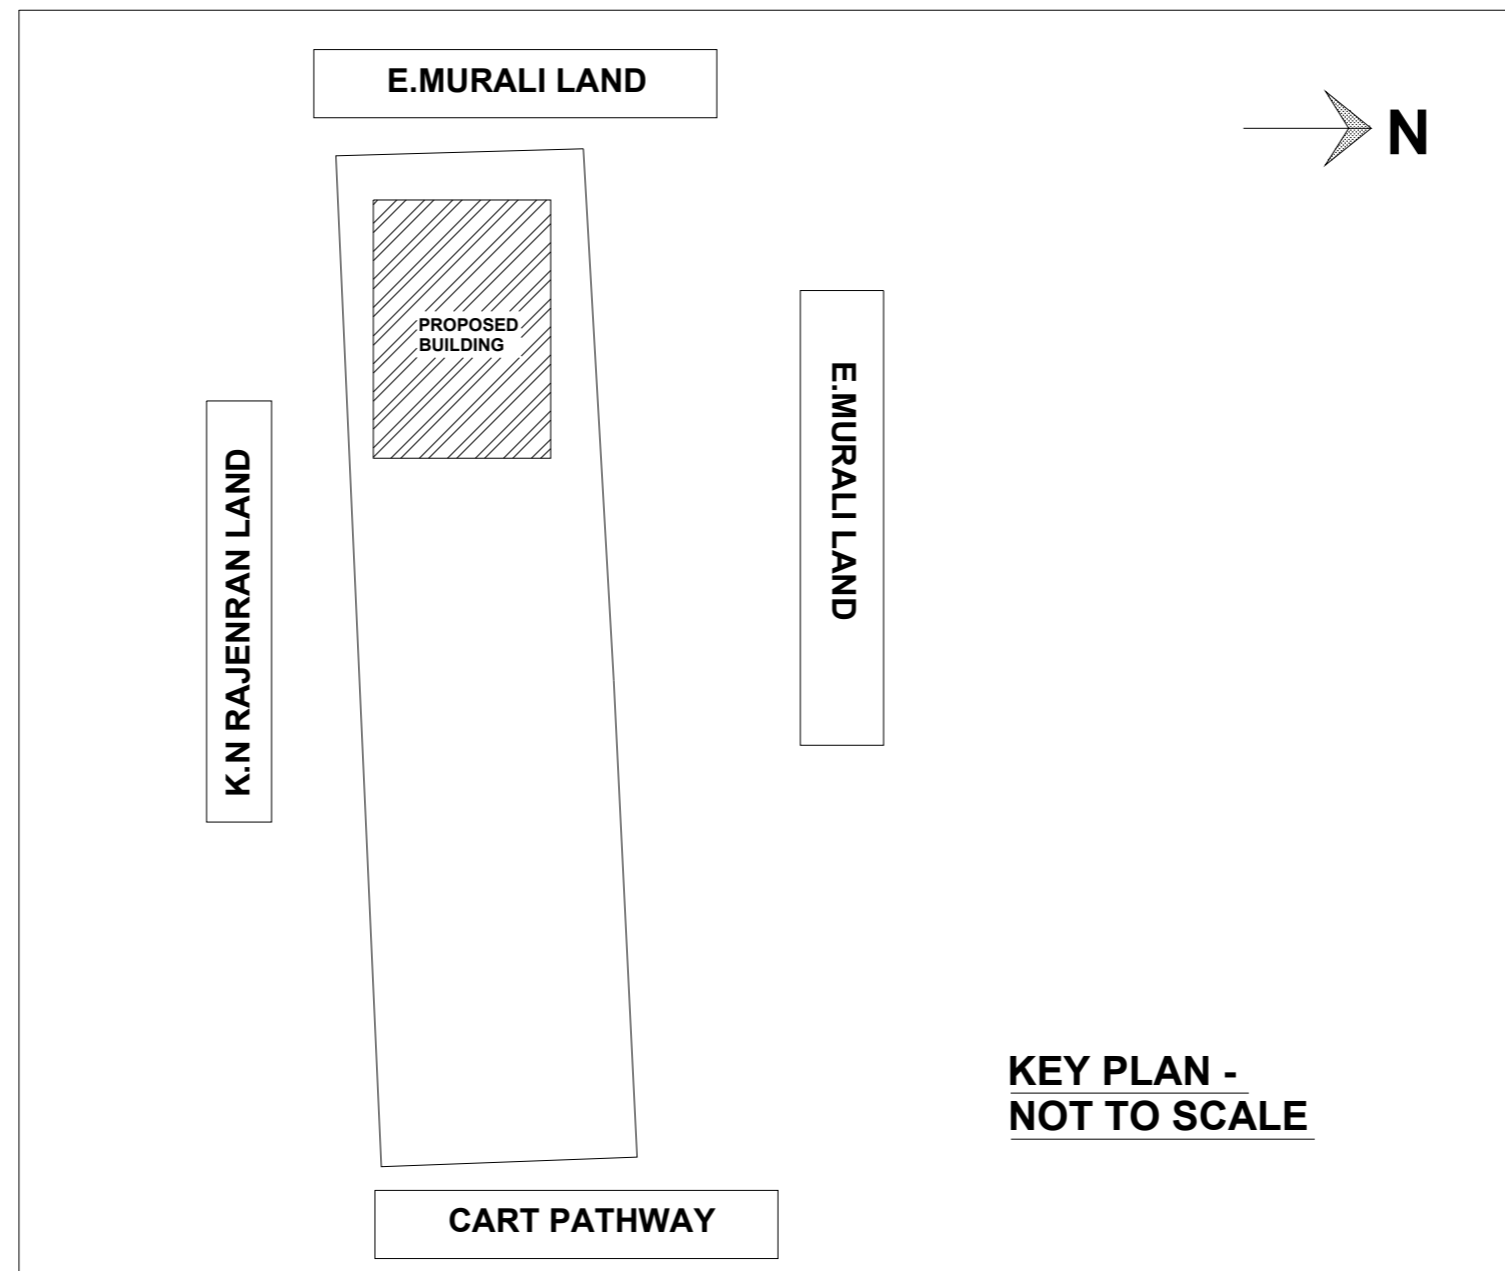 E.MURALI LAND
N
PROPOSED
BUILDING
E.MURALI LAND
K.N RAJENRAN LAND
KEY PLAN -
NOT TO SCALE
CART PATHWAY